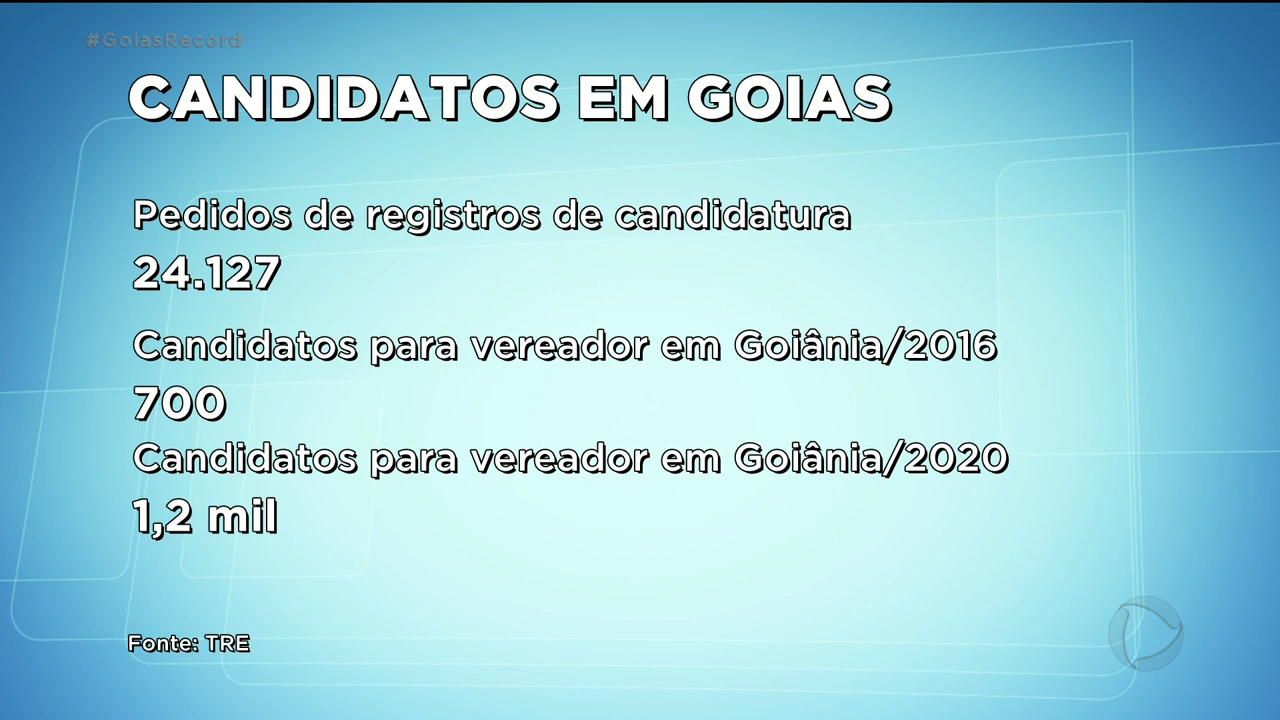 #GoiasRecord
CANDIDATOS EM GOIAS
Pedidos de registros de candidatura
24.127
Candidatos para vereador em Goiânia/2016
700
Candidatos para vereador em Goiânia/2020
1,2 mil
Fonte: TRE